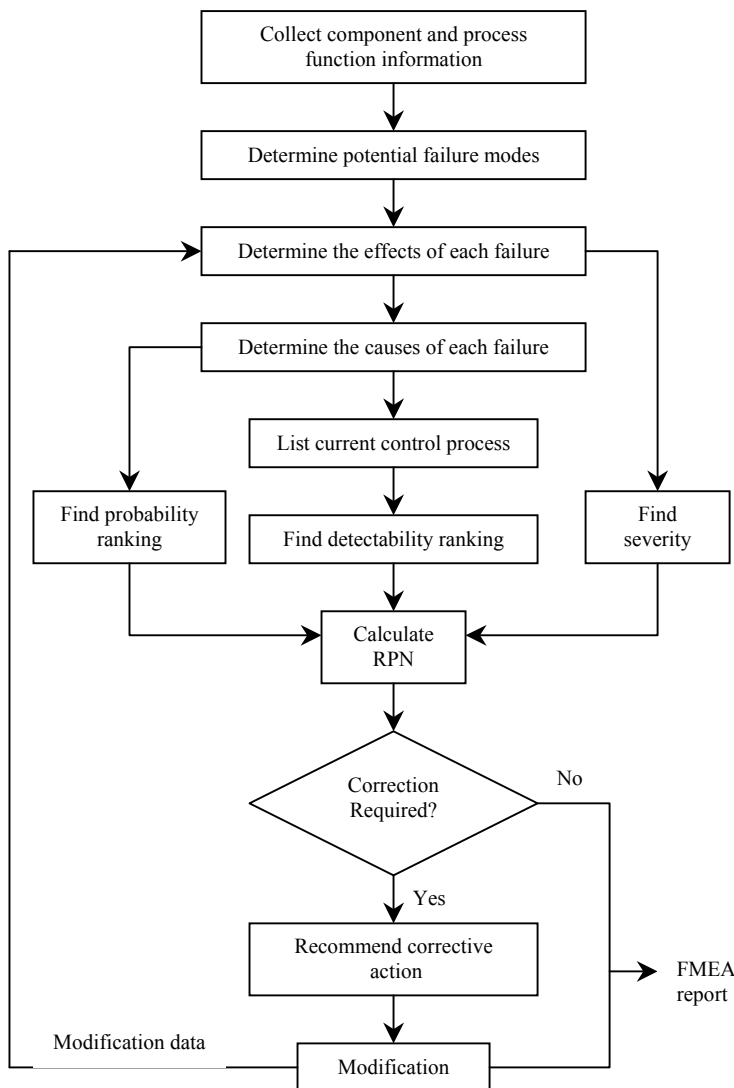 Collect component and process
function information
Determine potential failure modes
Determine the effects of each failure
Determine the causes of each failure
List current control process
Find probability
ranking
Find detectability ranking
Find
severity
Calculate
RPN
Correction
Required?
No
Yes
Recommend corrective
action
FMEA
report
Modification data
Modification